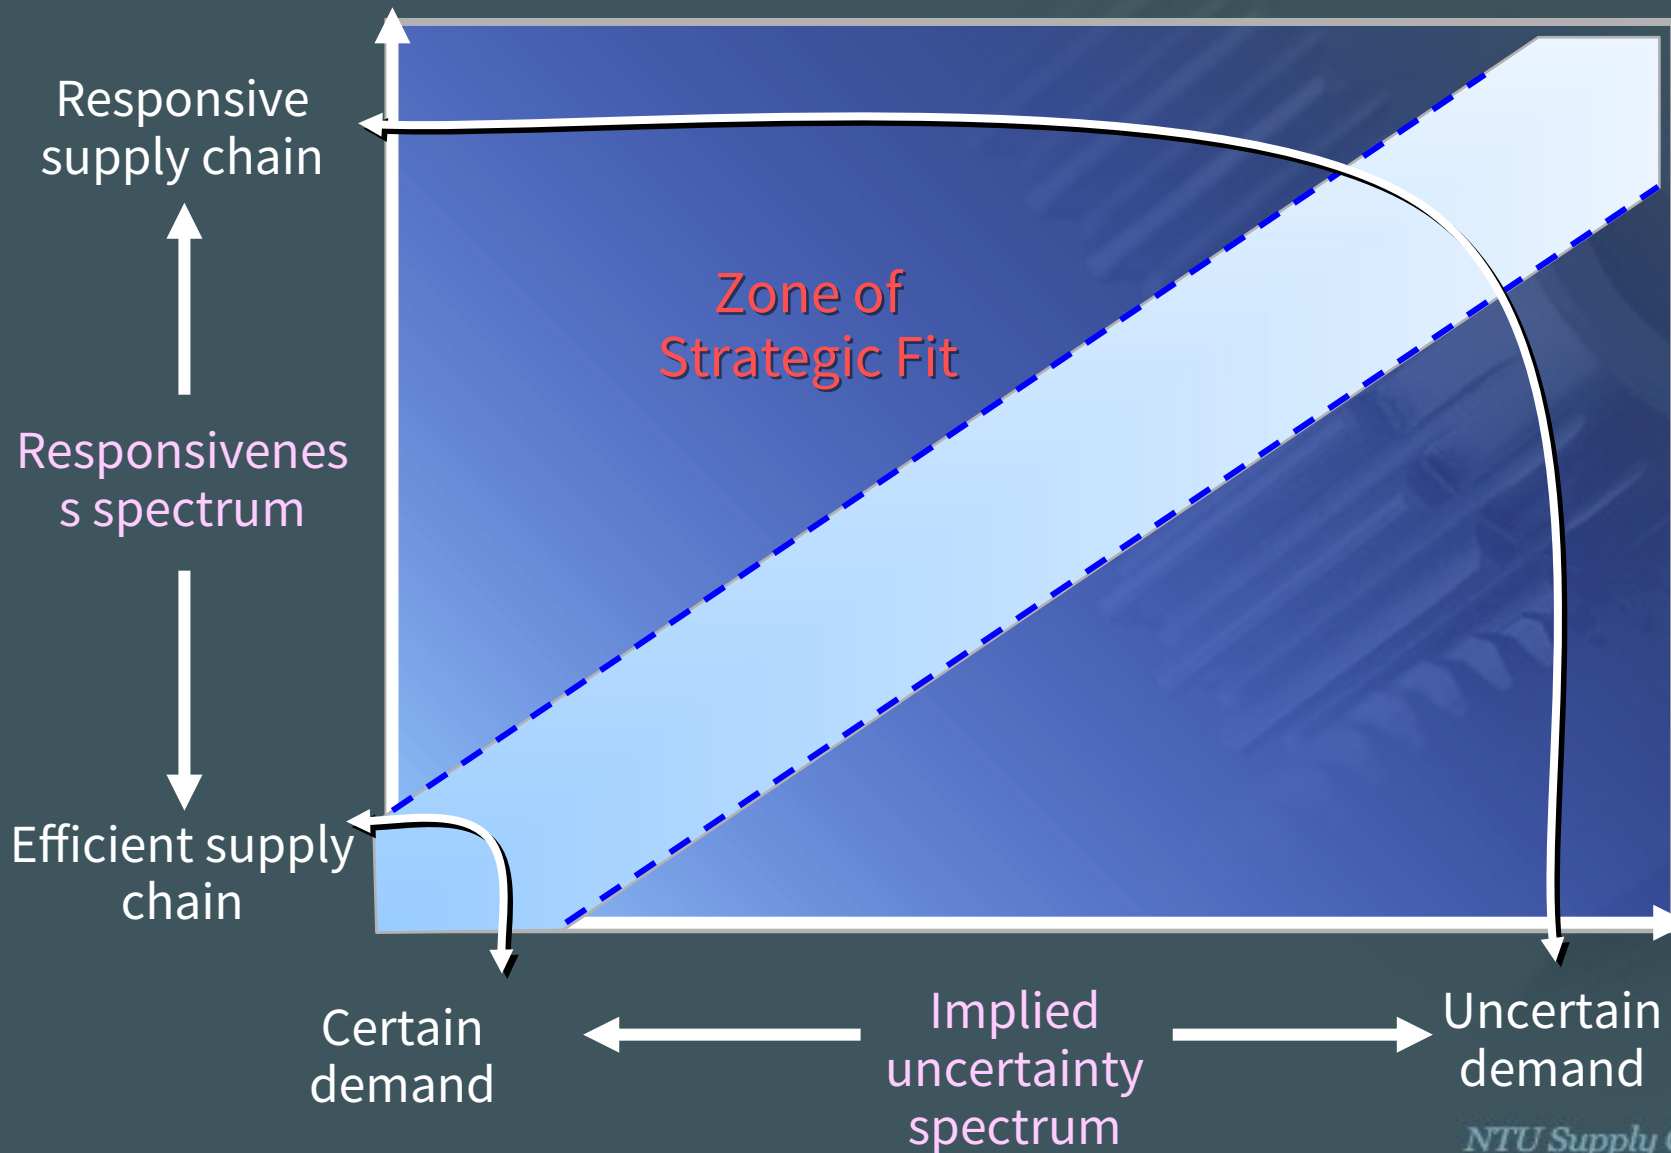 Responsive
supply chain
Zone of
Strategic Fit
Responsivenes
s spectrum
Efficient supply
chain
Certain
demand
Implied
uncertainty
spectrum
Uncertain
demand
NTU Supply